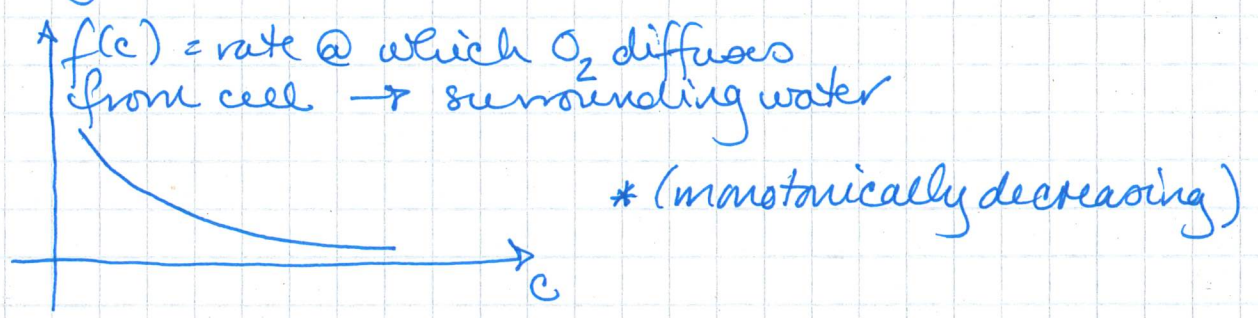 f(c) = rate @ which O₂ diffuses
from cell → surrounding water
* (monotonically decreasing)
c